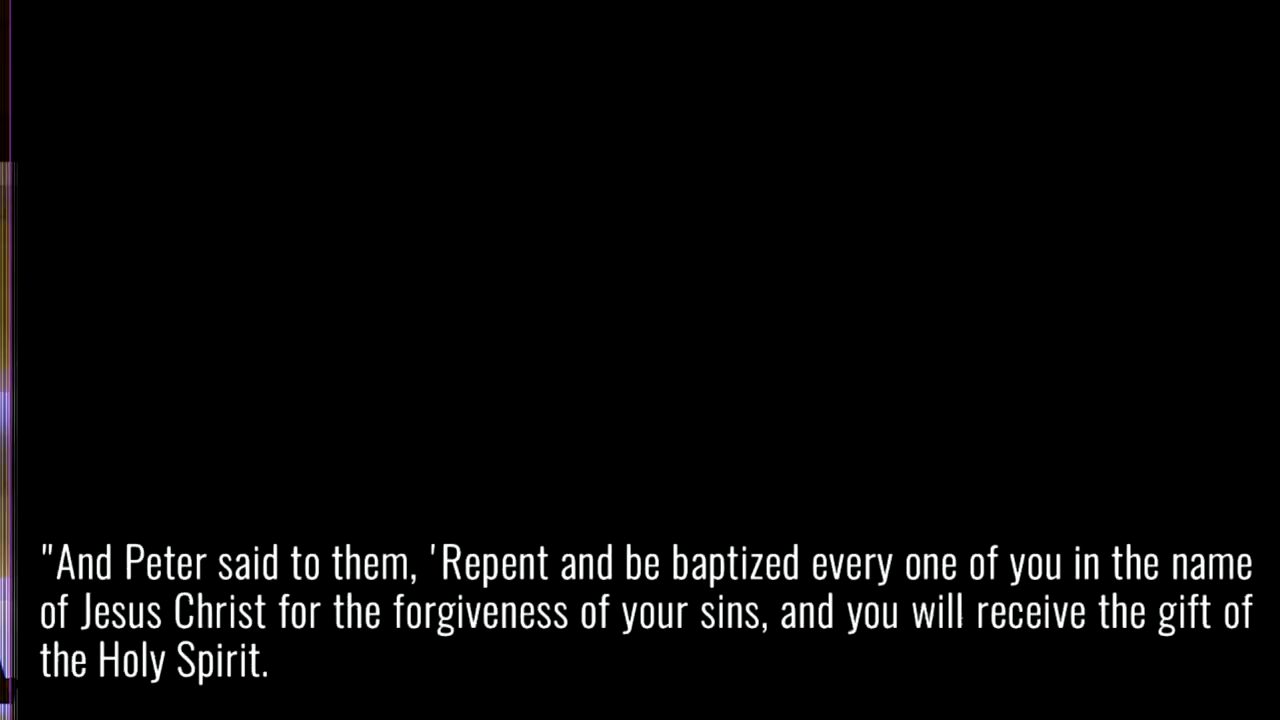 "And Peter said to them, 'Repent and be baptized every one of you in the name
of Jesus Christ for the forgiveness of your sins, and you will receive the gift of
the Holy Spirit.